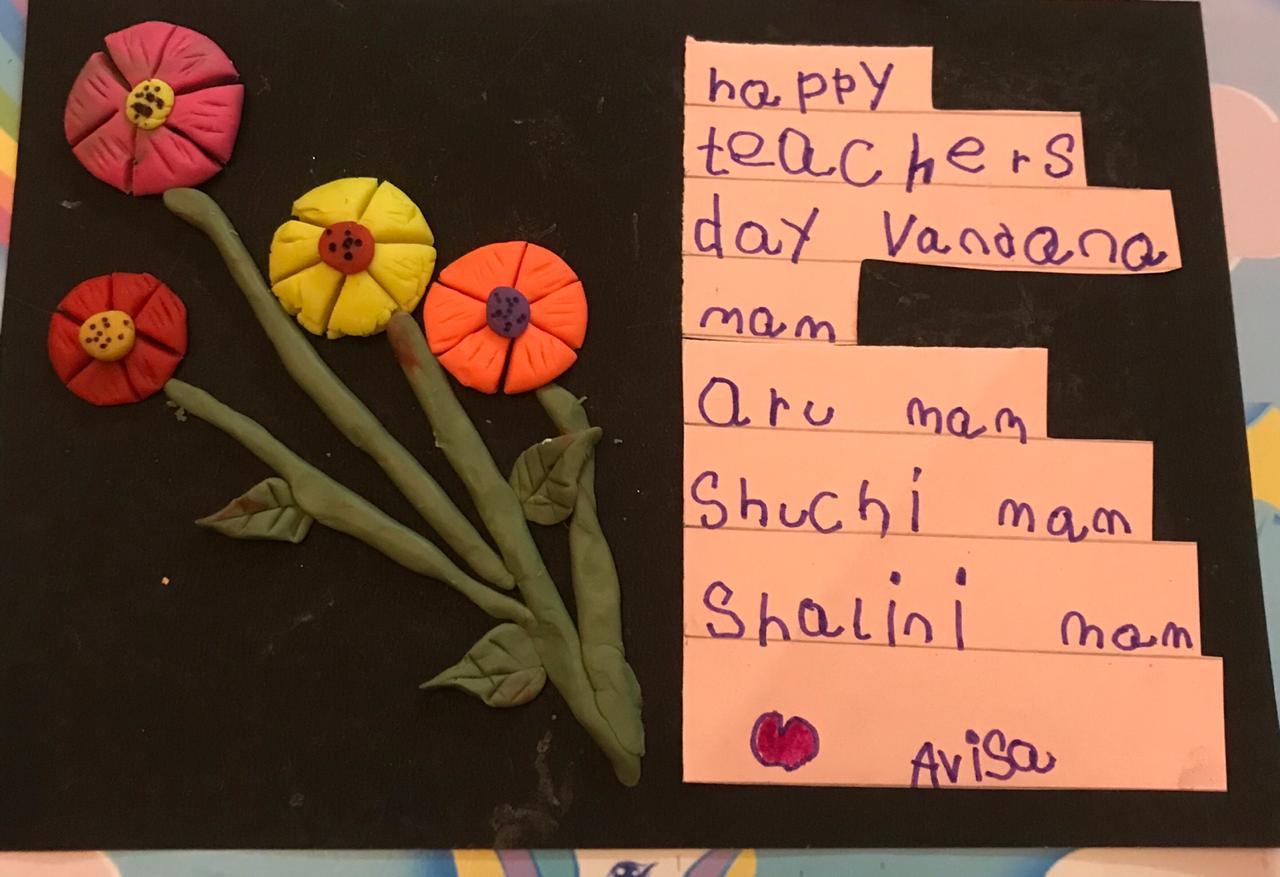 happy
teachers
day Vandana
mam
Aru mam
Shuchi mam
Shalini mam
Avisa